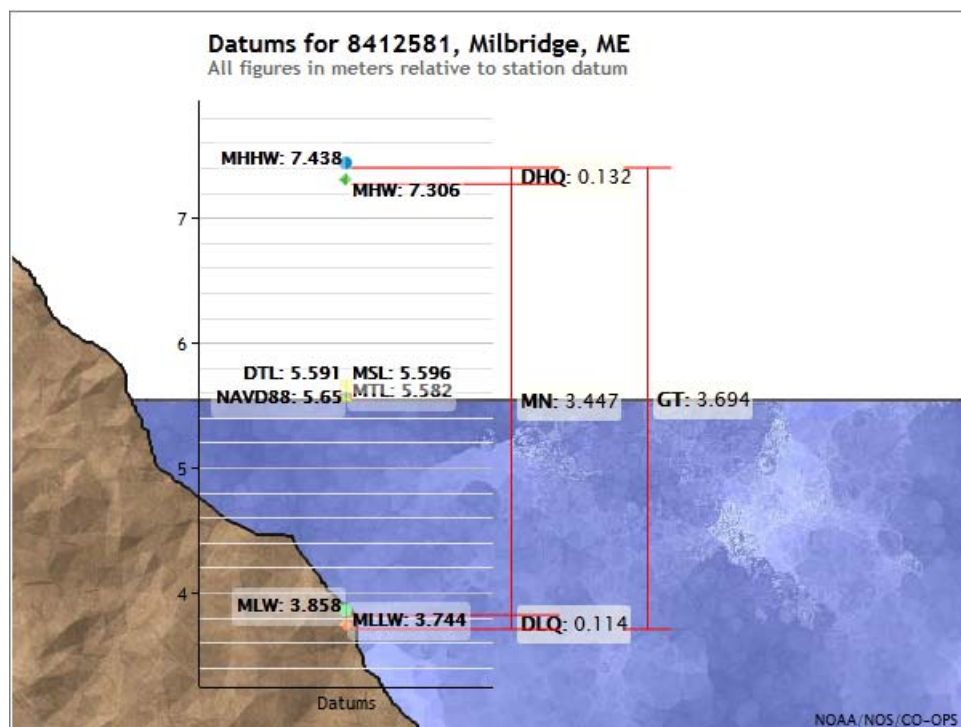 Datums for 8412581, Milbridge, ME
All figures in meters relative to station datum
MHHW: 7.438
DHQ: 0.132
MHW: 7.306
7
6
DTL: 5.591 MSL: 5.596
MTL: 5.582
NAVD88: 5.65
MN: 3.447
GT: 3.694
5
4
MLW: 3.858
MLLW: 3.744
DLQ: 0.114
Datums
NOAA/NOS/CO-OPS